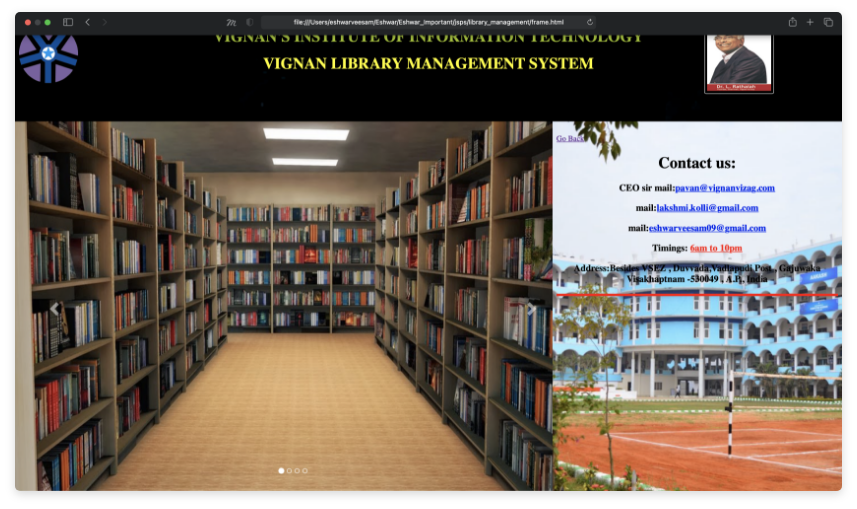 file:///Users/eshwarveesam/Eshwar/Eshwar_Important/jsps/library_management/frame.html
VIGNAN'S INSTITUTE OF INFORMATION TECHNOLOGY
VIGNAN LIBRARY MANAGEMENT SYSTEM
Dr. L. Rathaiah
Go Back
Contact us:
CEO sir mail:pavan@vignanvizag.com
mail:lakshmi.kolli@gmail.com
mail:eshwarveesam09@gmail.com
Timings: 6am to 10pm
Address:Besides VSEZ , Duvvada,Vadlapudi Post , Gajuwaka
Visakhaptnam -530049 , A.P., India